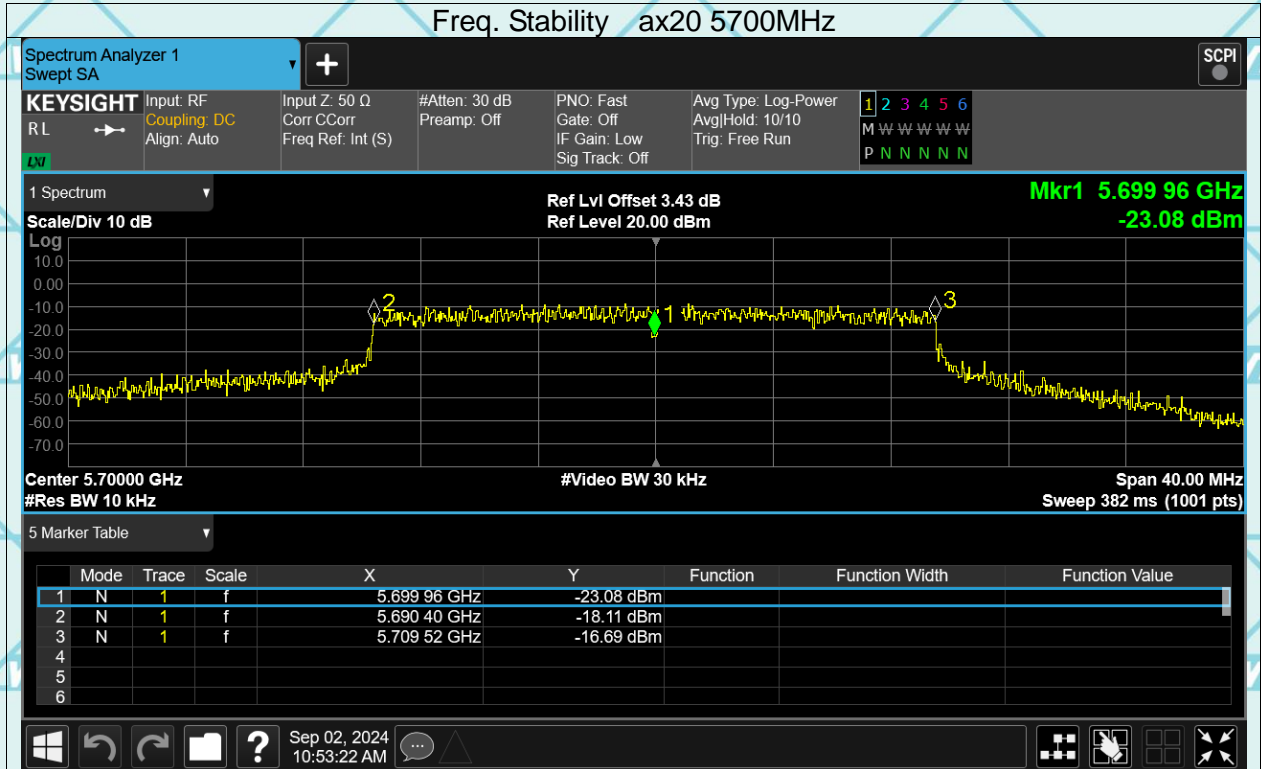 Freq. Stability ax20 5700MHz
Spectrum Analyzer 1
Swept SA
SCPI
KEYSIGHT Input: RF Input Z: 50 Ω #Atten: 30 dB PNO: Fast Avg Type: Log-Power 1 2 3 4 5 6
RL Coupling: DC Corr CCorr Preamp: Off Gate: Off Avg|Hold: 10/10 M W W W W W
Align: Auto Freq Ref: Int (S) IF Gain: Low Trig: Free Run P N N N N N
LXI Sig Track: Off
1 Spectrum Ref Lvl Offset 3.43 dB Mkr1 5.699 96 GHz
Scale/Div 10 dB Ref Level 20.00 dBm -23.08 dBm
Log
10.0
0.00
-10.0 2 3
-20.0 1
-30.0
-40.0
-50.0
-60.0
-70.0
Center 5.70000 GHz #Video BW 30 kHz Span 40.00 MHz
#Res BW 10 kHz Sweep 382 ms (1001 pts)
5 Marker Table
Mode Trace Scale X Y Function Function Width Function Value
1 N 1 f 5.699 96 GHz -23.08 dBm
2 N 1 f 5.690 40 GHz -18.11 dBm
3 N 1 f 5.709 52 GHz -16.69 dBm
4
5
6
? Sep 02, 2024
10:53:22 AM